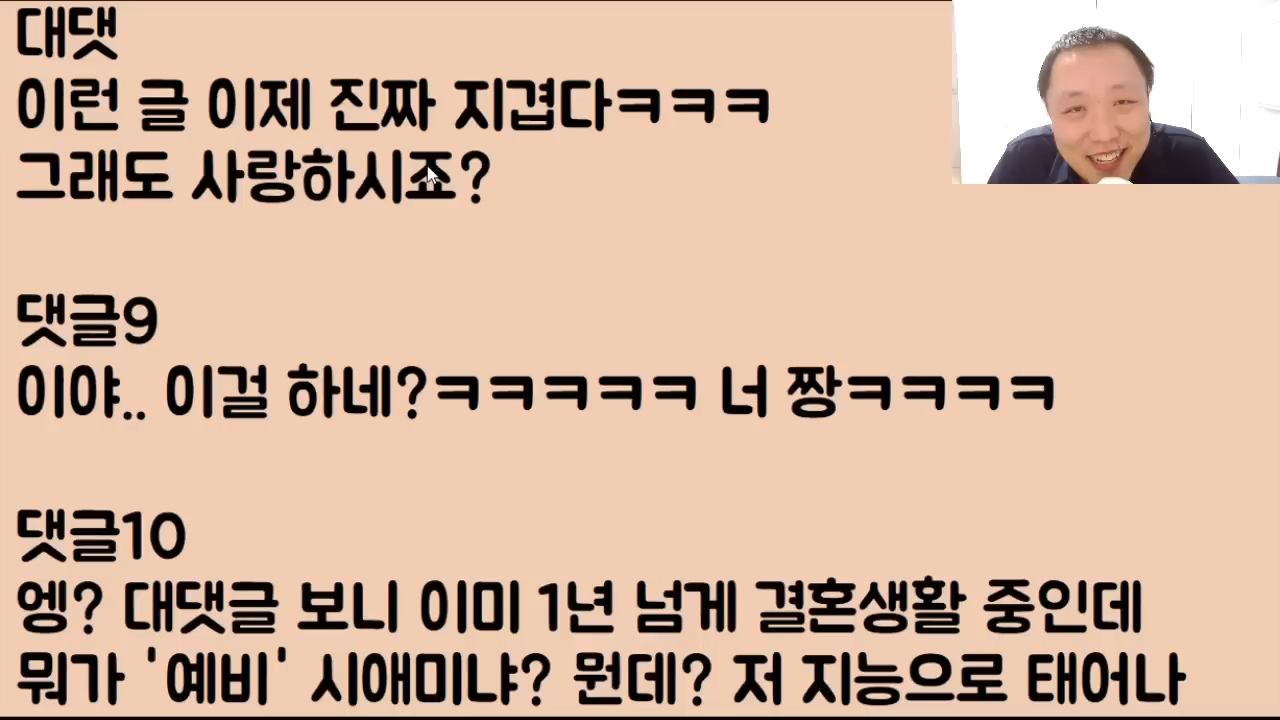 대댓
이런 글 이제 진짜 지겹다ㅋㅋㅋ
그래도 사랑하시죠?
댓글9
이야.. 이걸 하네?ㅋㅋㅋㅋㅋ 너 짱ㅋㅋㅋㅋ
댓글10
엥? 대댓글 보니 이미 1년 넘게 결혼생활 중인데
뭐가 '예비' 시애미냐? 뭔데? 저 지능으로 태어나